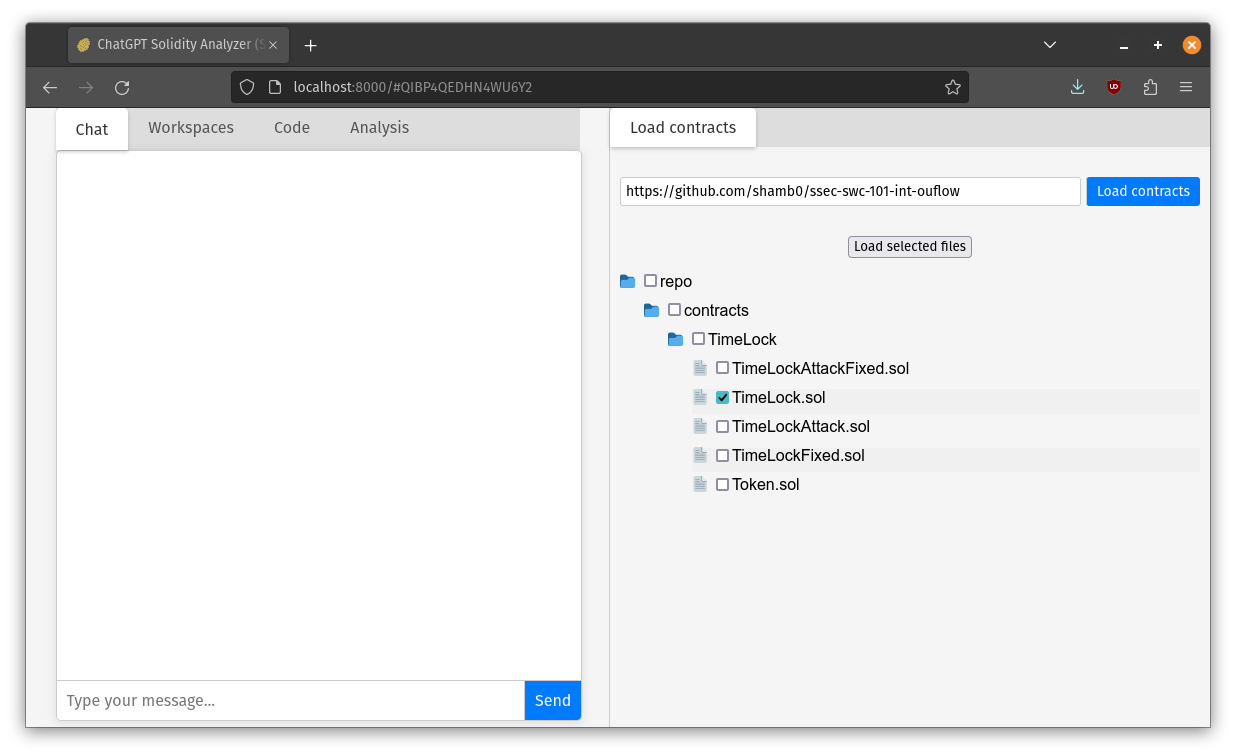 ChatGPT Solidity Analyzer (S
localhost:8000/#QIBP4QEDHN4WU6Y2
Chat
Workspaces
Code
Analysis
Load contracts
https://github.com/shamb0/ssec-swc-101-int-ouflow
Load contracts
Load selected files
repo
contracts
TimeLock
TimeLockAttackFixed.sol
TimeLock.sol
TimeLockAttack.sol
TimeLockFixed.sol
Token.sol
Type your message...
Send